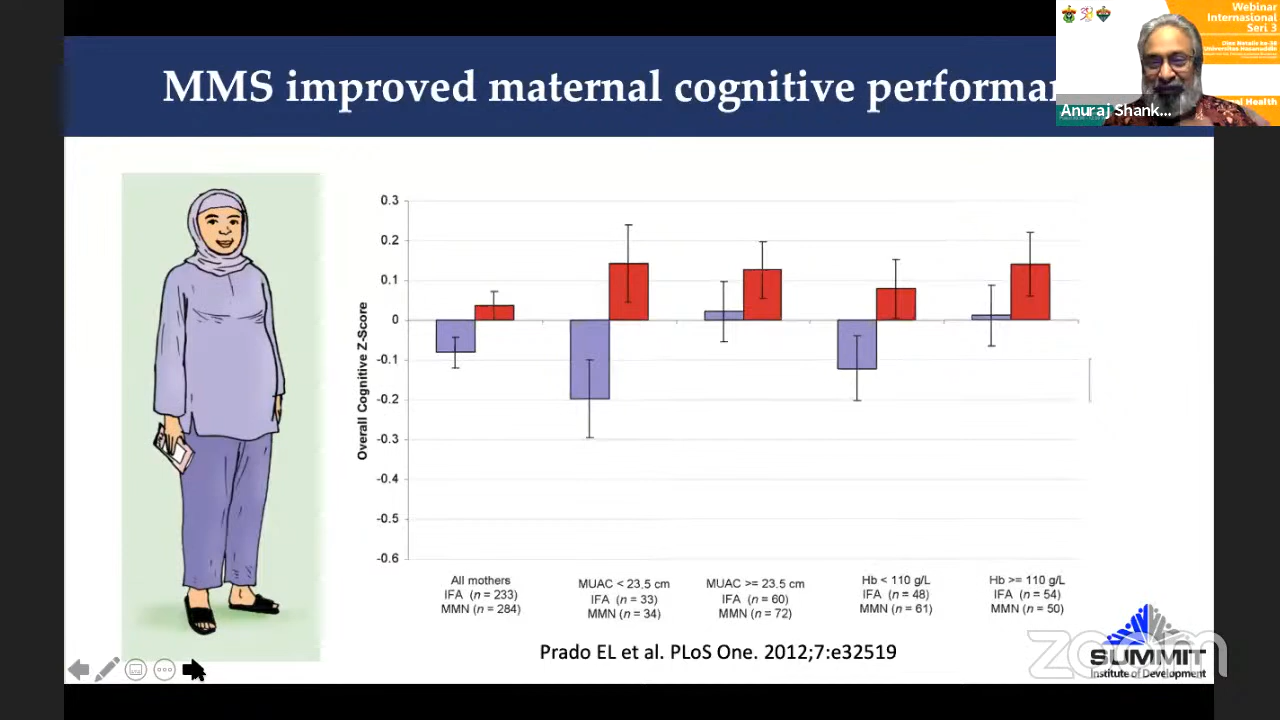 MMS improved maternal cognitive performa
Webinar
Internasional
Seri 3
Anuraj Shank...
Overall Cognitive Z-Score
0.3
0.2
0.1
0
-0.1
-0.2
-0.3
-0.4
-0.5
-0.6
All mothers
IFA (n = 233)
MMN (n = 284)
MUAC < 23.5 cm
IFA (n = 33)
MMN (n = 34)
MUAC >= 23.5 cm
IFA (n = 60)
MMN (n = 72)
Hb < 110 g/L
IFA (n = 48)
MMN (n = 61)
Hb >= 110 g/L
IFA (n = 54)
MMN (n = 50)
Prado EL et al. PLoS One. 2012;7:e32519
zoom
SUMMIT
Institute of Development